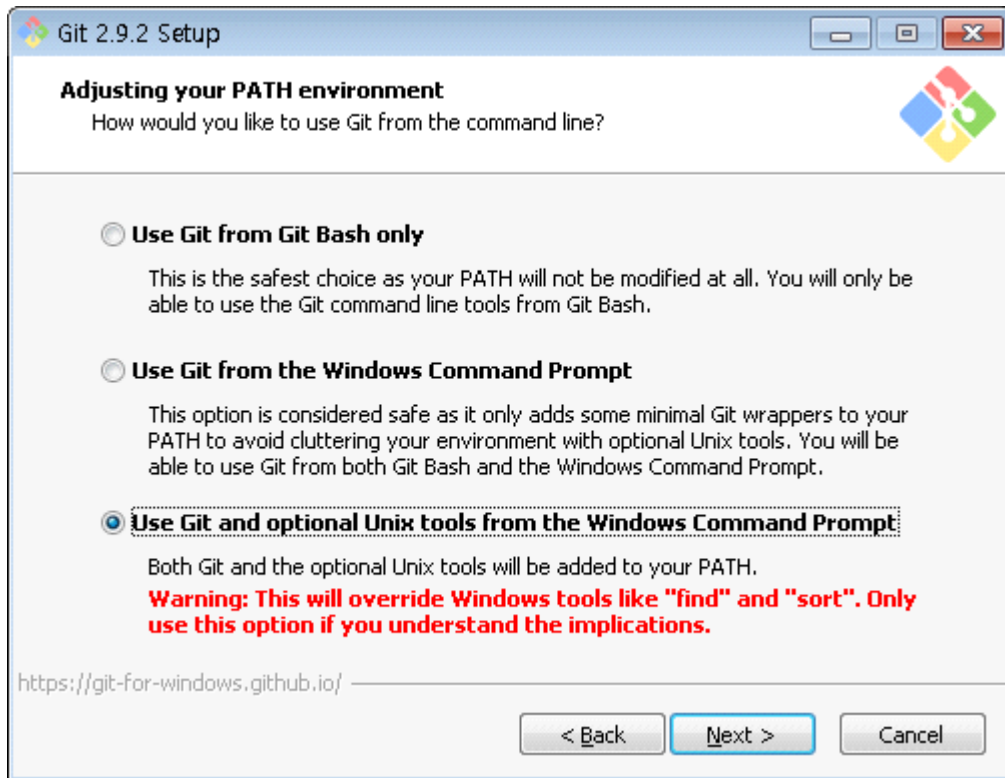 Git 2.9.2 Setup
Adjusting your PATH environment
How would you like to use Git from the command line?
Use Git from Git Bash only
This is the safest choice as your PATH will not be modified at all. You will only be
able to use the Git command line tools from Git Bash.
Use Git from the Windows Command Prompt
This option is considered safe as it only adds some minimal Git wrappers to your
PATH to avoid cluttering your environment with optional Unix tools. You will be
able to use Git from both Git Bash and the Windows Command Prompt.
Use Git and optional Unix tools from the Windows Command Prompt
Both Git and the optional Unix tools will be added to your PATH.
Warning: This will override Windows tools like "find" and "sort". Only
use this option if you understand the implications.
https://git-for-windows.github.io/
< Back Next > Cancel